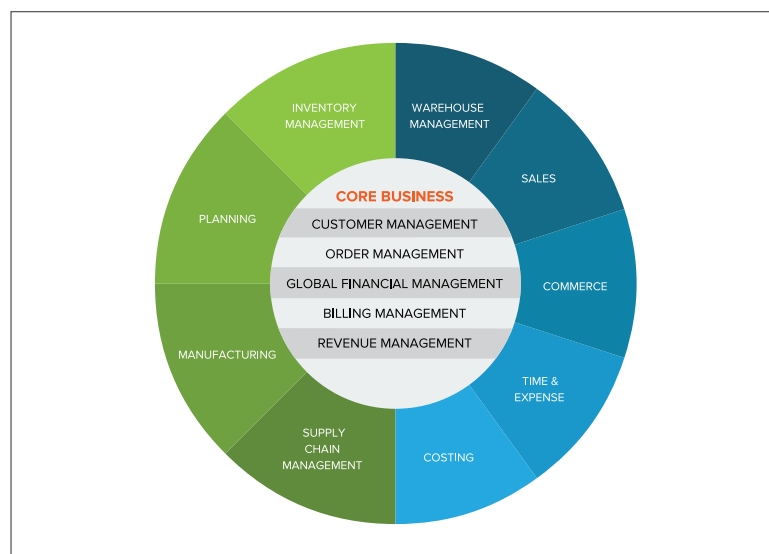 INVENTORY
MANAGEMENT
WAREHOUSE
MANAGEMENT
SALES
COMMERCE
TIME &
EXPENSE
COSTING
SUPPLY
CHAIN
MANAGEMENT
MANUFACTURING
PLANNING
CORE BUSINESS
CUSTOMER MANAGEMENT
ORDER MANAGEMENT
GLOBAL FINANCIAL MANAGEMENT
BILLING MANAGEMENT
REVENUE MANAGEMENT